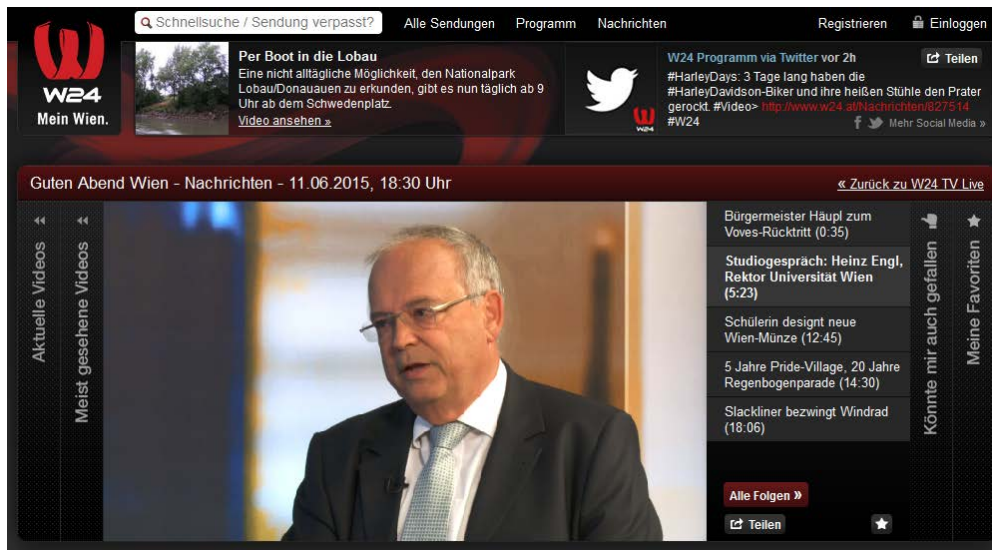 W24
Mein Wien.
Schnellsuche / Sendung verpasst?
Alle Sendungen
Programm
Nachrichten
Registrieren
Einloggen
Per Boot in die Lobau
Eine nicht alltägliche Möglichkeit, den Nationalpark
Lobau/Donauauen zu erkunden, gibt es nun täglich ab 9
Uhr ab dem Schwedenplatz.
Video ansehen »
W24
W24 Programm via Twitter vor 2h
Teilen
#HarleyDays: 3 Tage lang haben die
#HarleyDavidson-Biker und ihre heißen Stühle den Prater
gerockt. #Video> http://www.w24.at/Nachrichten/827514
#W24
Mehr Social Media »
Guten Abend Wien - Nachrichten - 11.06.2015, 18:30 Uhr
« Zurück zu W24 TV Live
Aktuelle Videos
Meist gesehene Videos
Bürgermeister Häupl zum
Voves-Rücktritt (0:35)
Studiogespräch: Heinz Engl,
Rektor Universität Wien
(5:23)
Schülerin designt neue
Wien-Münze (12:45)
5 Jahre Pride-Village, 20 Jahre
Regenbogenparade (14:30)
Slackliner bezwingt Windrad
(18:06)
Alle Folgen »
Teilen
Könnte mir auch gefallen
Meine Favoriten